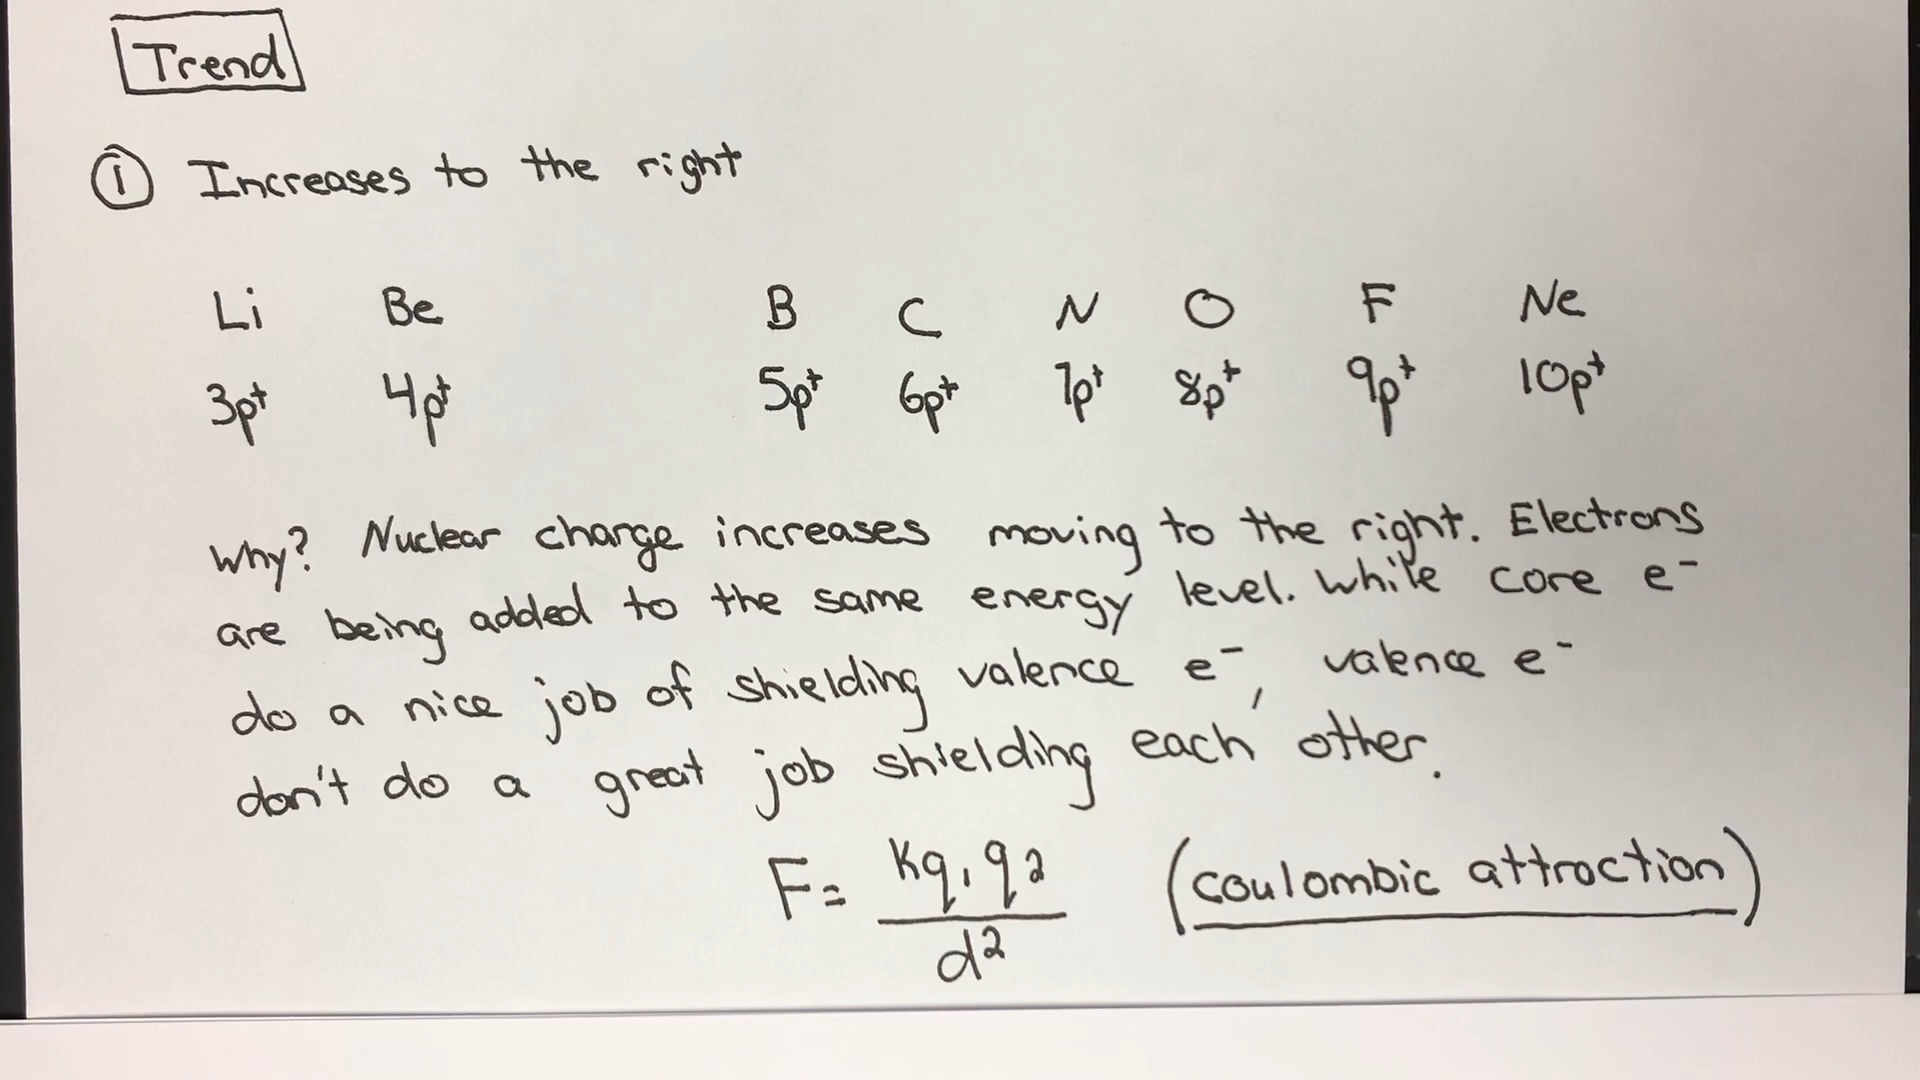 Trend
① Increases to the right
Li Be B C N O F Ne
3p⁺ 4p⁺ 5p⁺ 6p⁺ 7p⁺ 8p⁺ 9p⁺ 10p⁺
Why? Nuclear charge increases moving to the right. Electrons
are being added to the same energy level. While core e⁻
do a nice job of shielding valence e⁻, valence e⁻
don't do a great job shielding each other.
F = kq₁q₂ / d² (coulombic attraction)